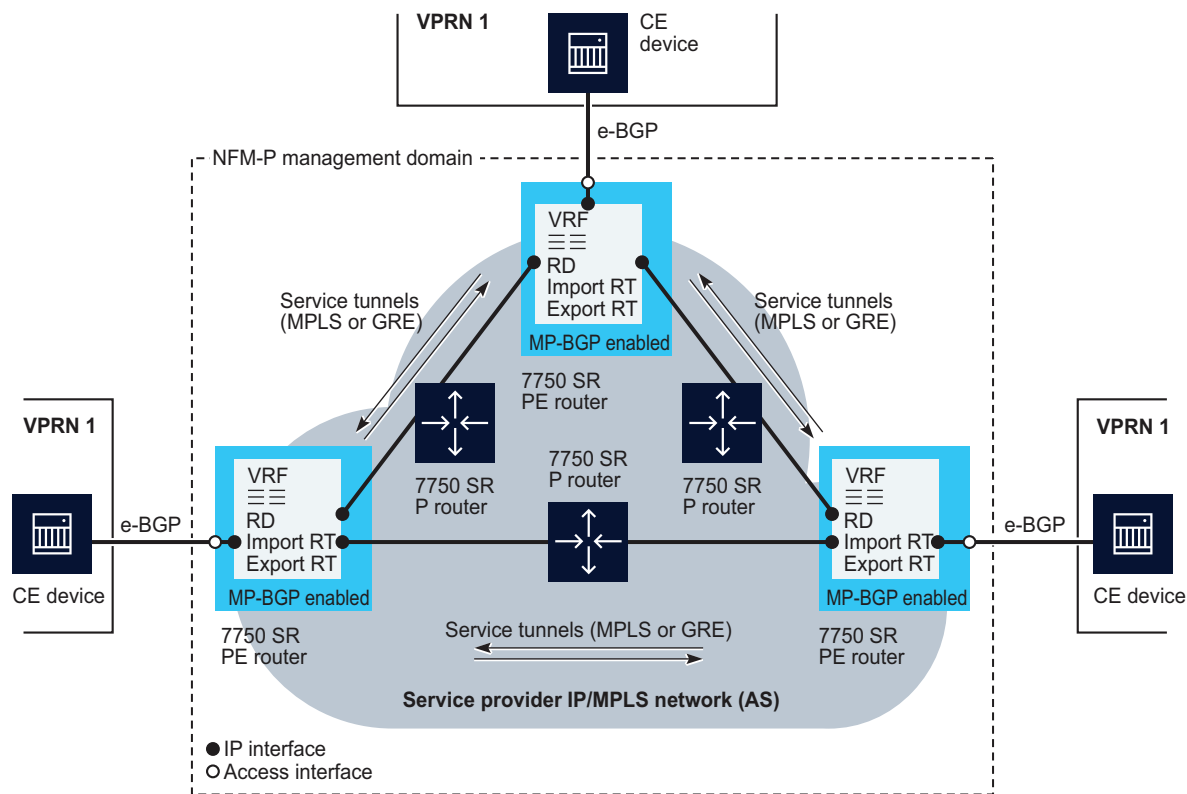 VPRN 1
CE
device
e-BGP
NFM-P management domain
VRF
RD
Import RT
Export RT
MP-BGP enabled
7750 SR
PE router
Service tunnels
(MPLS or GRE)
Service tunnels
(MPLS or GRE)
VPRN 1
CE device
e-BGP
VRF
RD
Import RT
Export RT
MP-BGP enabled
7750 SR
PE router
7750 SR
P router
7750 SR
P router
7750 SR
P router
VRF
RD
Import RT
Export RT
MP-BGP enabled
7750 SR
PE router
e-BGP
VPRN 1
CE device
Service tunnels (MPLS or GRE)
Service provider IP/MPLS network (AS)
IP interface
Access interface